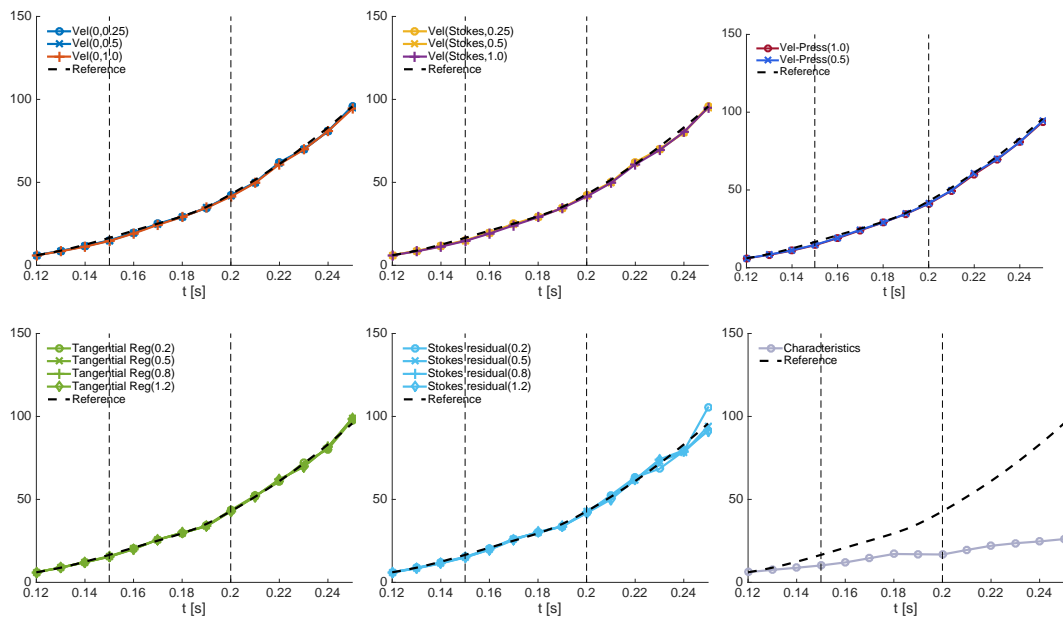 150
Vel(0,0.25)
Vel(0,0.5)
Vel(0,1.0)
Reference
100
50
0
0.12 0.14 0.16 0.18 0.2 0.22 0.24
t [s]
150
Vel(Stokes,0.25)
Vel(Stokes,0.5)
Vel(Stokes,1.0)
Reference
100
50
0
0.12 0.14 0.16 0.18 0.2 0.22 0.24
t [s]
150
Vel-Press(1.0)
Vel-Press(0.5)
Reference
100
50
0
0.12 0.14 0.16 0.18 0.2 0.22 0.24
t [s]
150
Tangential Reg(0.2)
Tangential Reg(0.5)
Tangential Reg(0.8)
Tangential Reg(1.2)
Reference
100
50
0
0.12 0.14 0.16 0.18 0.2 0.22 0.24
t [s]
150
Stokes residual(0.2)
Stokes residual(0.5)
Stokes residual(0.8)
Stokes residual(1.2)
Reference
100
50
0
0.12 0.14 0.16 0.18 0.2 0.22 0.24
t [s]
150
Characteristics
Reference
100
50
0
0.12 0.14 0.16 0.18 0.2 0.22 0.24
t [s]